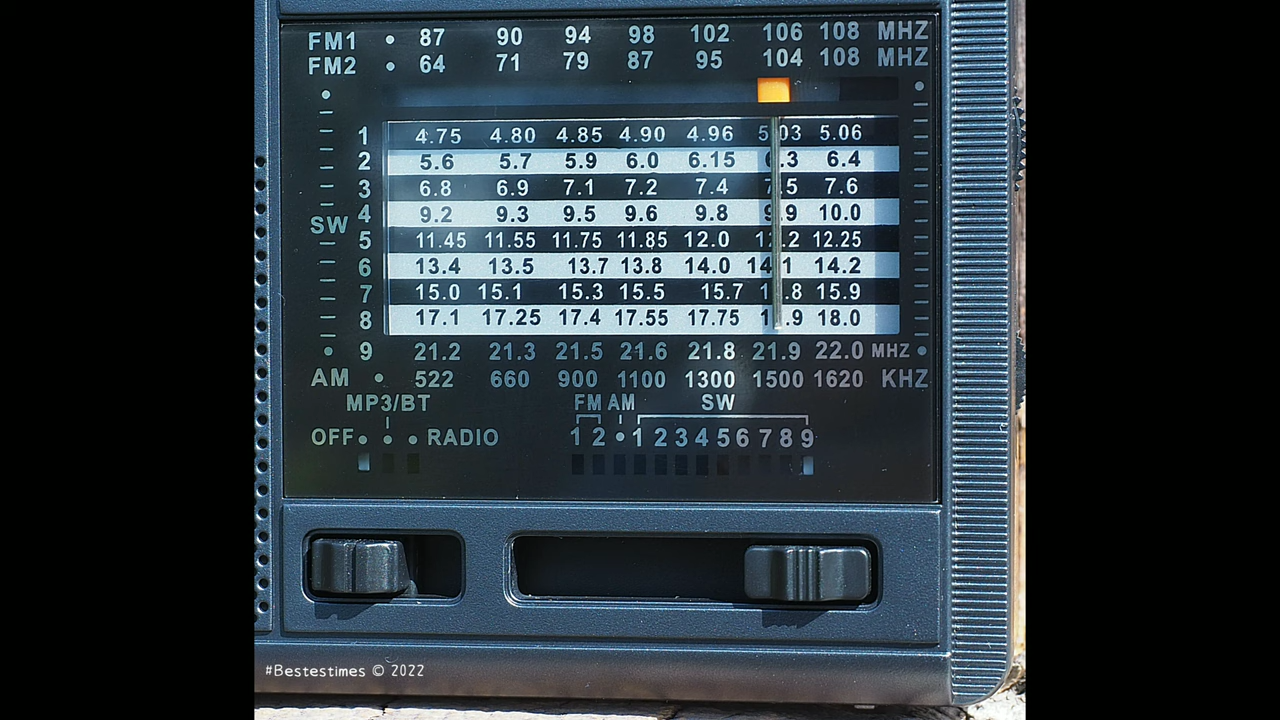 FM1 • 87 90 94 98 102 106 108 MHZ
FM2 • 64 71 79 87 95 104 108 MHZ
1 4.75 4.80 4.85 4.90 4.96 5.03 5.06
2 5.6 5.7 5.9 6.0 6.15 6.3 6.4
3 6.8 6.9 7.1 7.2 7.4 7.5 7.6
SW
4 9.2 9.3 9.5 9.6 9.8 9.9 10.0
5 11.45 11.55 11.75 11.85 12.0 12.2 12.25
6 13.4 13.5 13.7 13.8 14.0 14.1 14.2
7 15.0 15.1 15.3 15.5 15.7 15.8 15.9
8 17.1 17.25 17.4 17.55 17.75 17.9 18.0
9 21.2 21.3 21.5 21.6 21.8 21.9 22.0 MHZ
AM • 522 660 900 1100 1300 1500 1620 KHZ
MP3/BT FM AM SW
OFF • • • RADIO 1 2 • 1 2 3 4 5 6 7 8 9
#Bestestimes © 2022